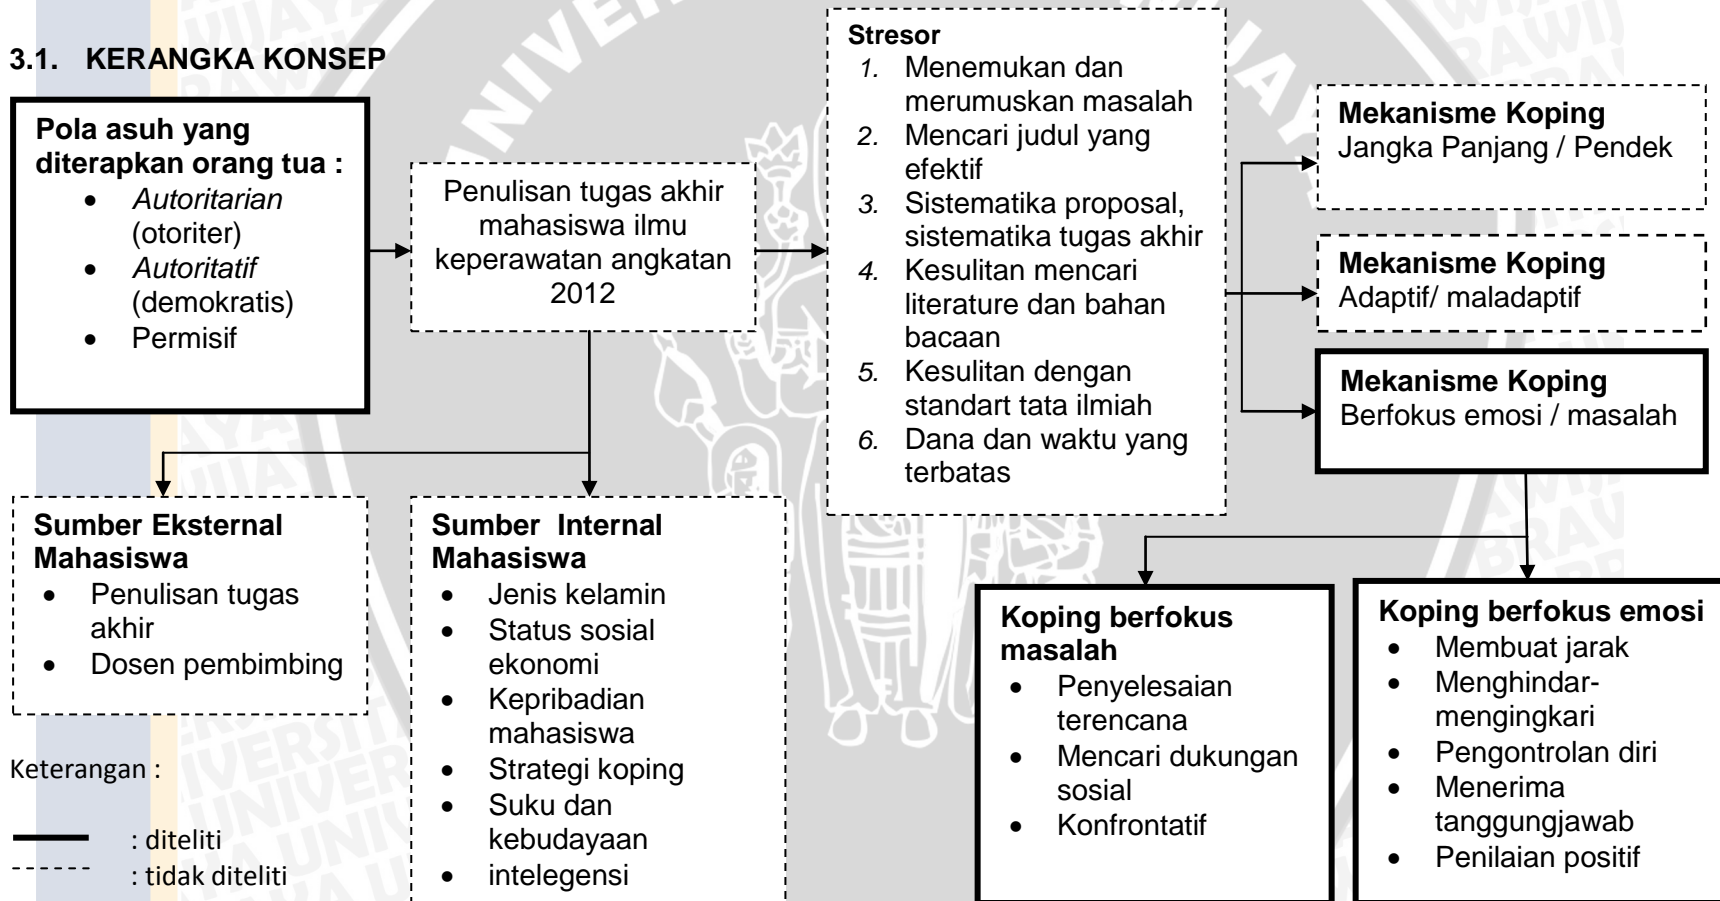 3.1. KERANGKA KONSEP
Pola asuh yang
diterapkan orang tua :
• Autoritarian
(otoriter)
• Autoritatif
(demokratis)
• Permisif
Penulisan tugas akhir
mahasiswa ilmu
keperawatan angkatan
2012
Stresor
1. Menemukan dan
merumuskan masalah
2. Mencari judul yang
efektif
3. Sistematika proposal,
sistematika tugas akhir
4. Kesulitan mencari
literature dan bahan
bacaan
5. Kesulitan dengan
standart tata ilmiah
6. Dana dan waktu yang
terbatas
Mekanisme Koping
Jangka Panjang / Pendek
Mekanisme Koping
Adaptif/ maladaptif
Mekanisme Koping
Berfokus emosi / masalah
Sumber Eksternal
Mahasiswa
• Penulisan tugas
akhir
• Dosen pembimbing
Sumber Internal
Mahasiswa
• Jenis kelamin
• Status sosial
ekonomi
• Kepribadian
mahasiswa
• Strategi koping
• Suku dan
kebudayaan
• intelegensi
Koping berfokus
masalah
• Penyelesaian
terencana
• Mencari dukungan
sosial
• Konfrontatif
Koping berfokus emosi
• Membuat jarak
• Menghindar-
mengingkari
• Pengontrolan diri
• Menerima
tanggungjawab
• Penilaian positif
Keterangan :
: diteliti
: tidak diteliti